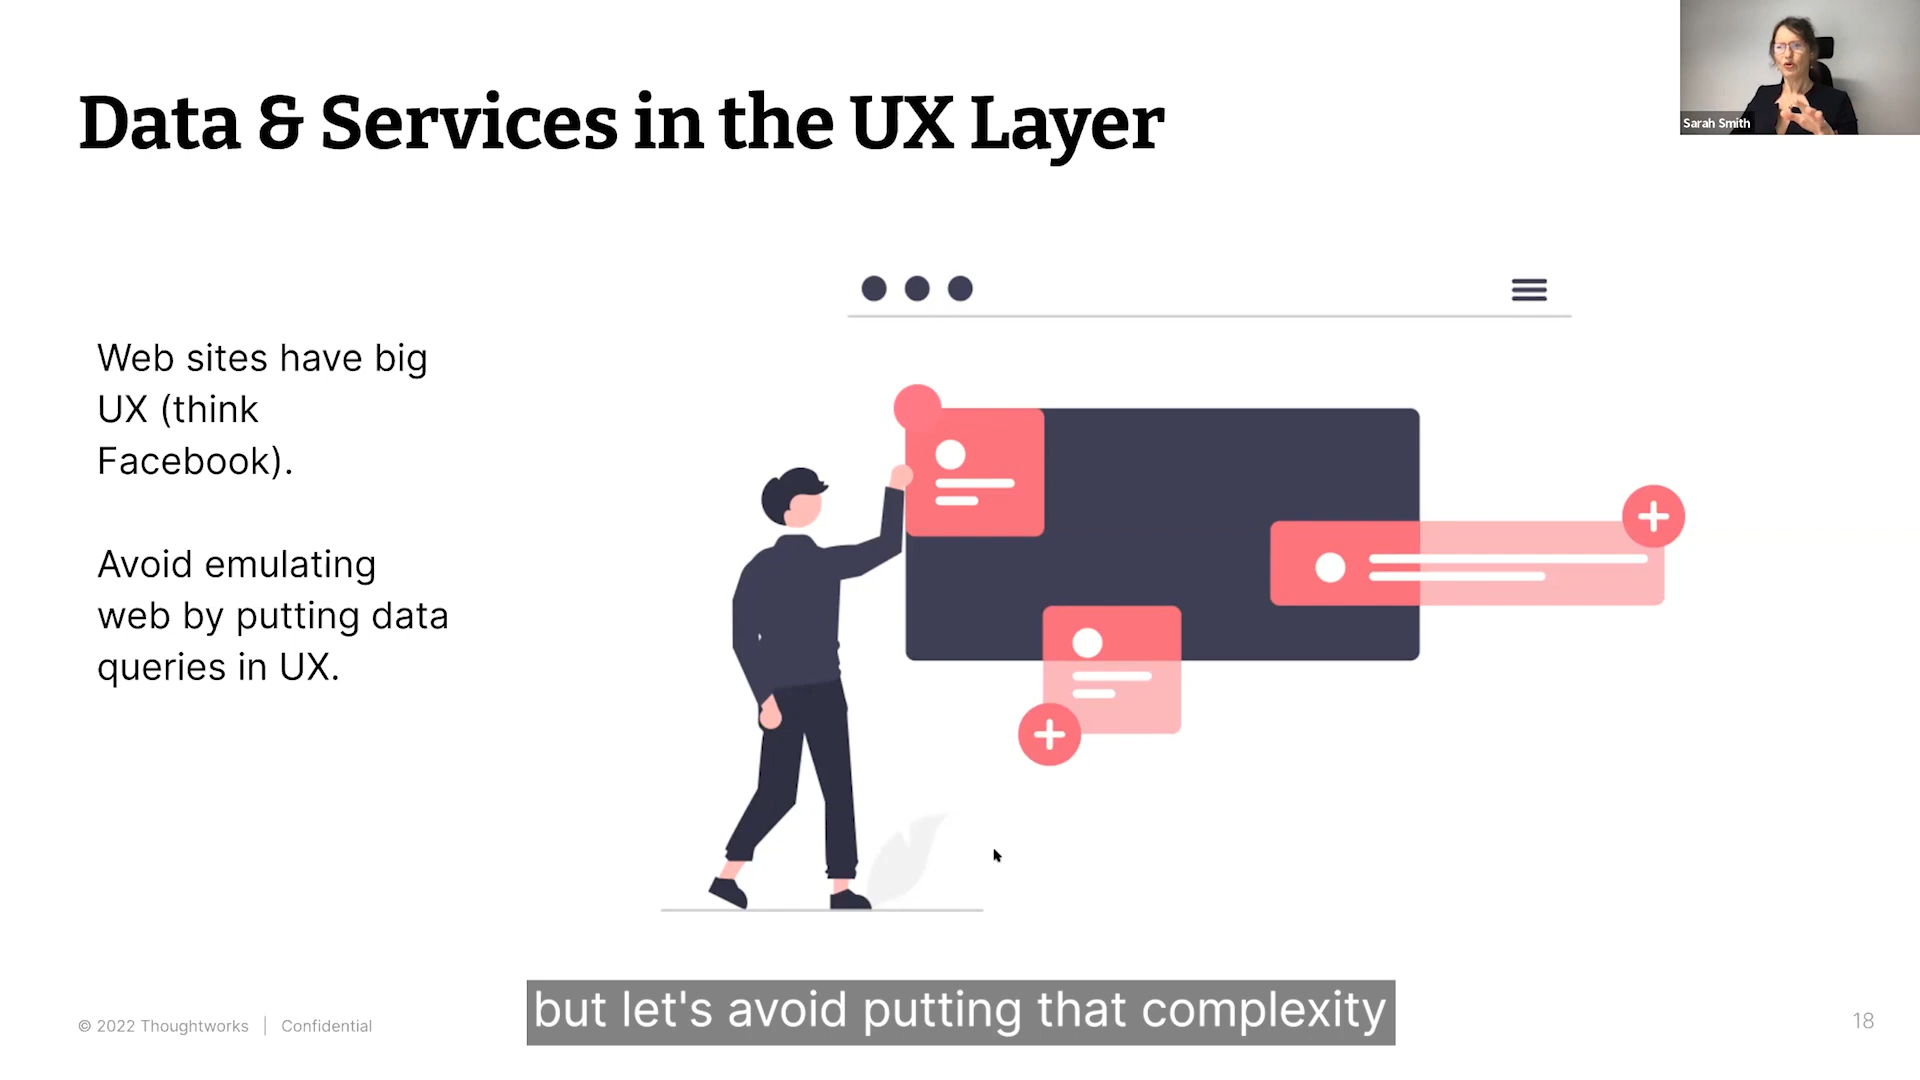 Data & Services in the UX Layer
Sarah Smith
Web sites have big
UX (think
Facebook).
Avoid emulating
web by putting data
queries in UX.
but let's avoid putting that complexity
© 2022 Thoughtworks | Confidential
18